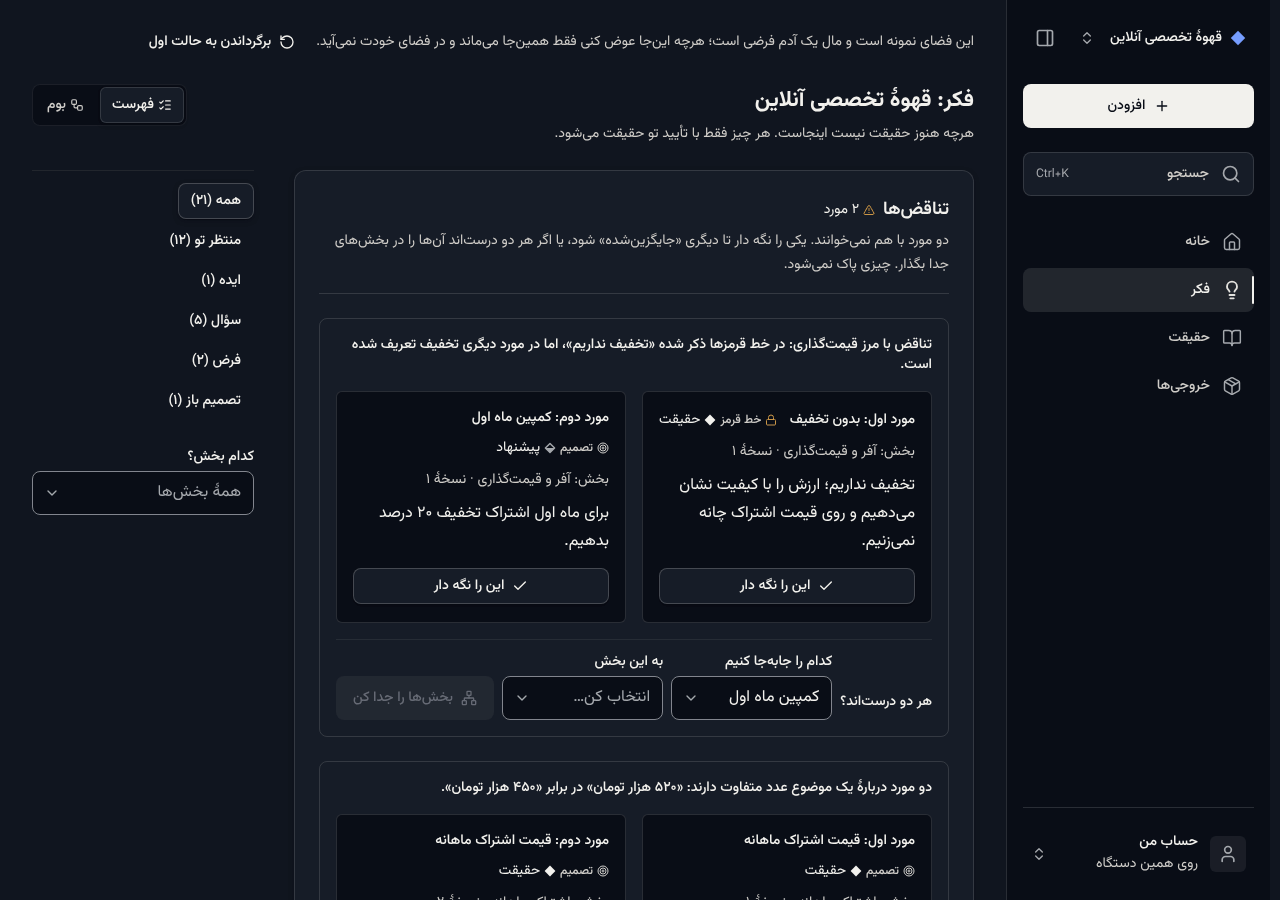 قهوهٔ تخصصی آنلاین
افزودن
جستجو
Ctrl+K
خانه
فکر
حقیقت
خروجی‌ها
حساب من
روی همین دستگاه
این فضای نمونه است و مال یک آدم فرضی است؛ هرچه این‌جا عوض کنی فقط همین‌جا می‌ماند و در فضای خودت نمی‌آید.
برگرداندن به حالت اول
فکر: قهوهٔ تخصصی آنلاین
هرچه هنوز حقیقت نیست اینجاست. هر چیز فقط با تأیید تو حقیقت می‌شود.
فهرست
بوم
تناقض‌ها
۲ مورد
دو مورد با هم نمی‌خوانند. یکی را نگه دار تا دیگری «جایگزین‌شده» شود، یا اگر هر دو درست‌اند آن‌ها را در بخش‌های
جدا بگذار. چیزی پاک نمی‌شود.
تناقض با مرز قیمت‌گذاری: در خط قرمزها ذکر شده «تخفیف نداریم»، اما در مورد دیگری تخفیف تعریف شده
است.
مورد اول: بدون تخفیف
خط قرمز
حقیقت
بخش: آفر و قیمت‌گذاری · نسخهٔ ۱
تخفیف نداریم؛ ارزش را با کیفیت نشان
می‌دهیم و روی قیمت اشتراک چانه
نمی‌زنیم.
این را نگه دار
مورد دوم: کمپین ماه اول
تصمیم
پیشنهاد
بخش: آفر و قیمت‌گذاری · نسخهٔ ۱
برای ماه اول اشتراک تخفیف ۲۰ درصد
بدهیم.
این را نگه دار
هر دو درست‌اند؟
کدام را جابه‌جا کنیم
کمپین ماه اول
به این بخش
انتخاب کن…
بخش‌ها را جدا کن
دو مورد دربارهٔ یک موضوع عدد متفاوت دارند: «۵۲۰ هزار تومان» در برابر «۴۵۰ هزار تومان».
مورد اول: قیمت اشتراک ماهانه
تصمیم
حقیقت
مورد دوم: قیمت اشتراک ماهانه
تصمیم
حقیقت
همه (۲۱)
منتظر تو (۱۲)
ایده (۱)
سؤال (۵)
فرض (۲)
تصمیم باز (۱)
کدام بخش؟
همهٔ بخش‌ها